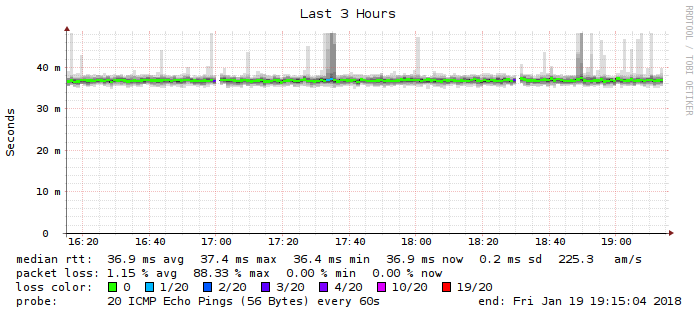 Last 3 Hours
RRDTOOL / TOBI OETIKER
Seconds
40 m
30 m
20 m
10 m
0
16:20 16:40 17:00 17:20 17:40 18:00 18:20 18:40 19:00
median rtt: 36.9 ms avg 37.4 ms max 36.4 ms min 36.9 ms now 0.2 ms sd 225.3 am/s
packet loss: 1.15 % avg 88.33 % max 0.00 % min 0.00 % now
loss color: 0 1/20 2/20 3/20 4/20 10/20 19/20
probe: 20 ICMP Echo Pings (56 Bytes) every 60s end: Fri Jan 19 19:15:04 2018